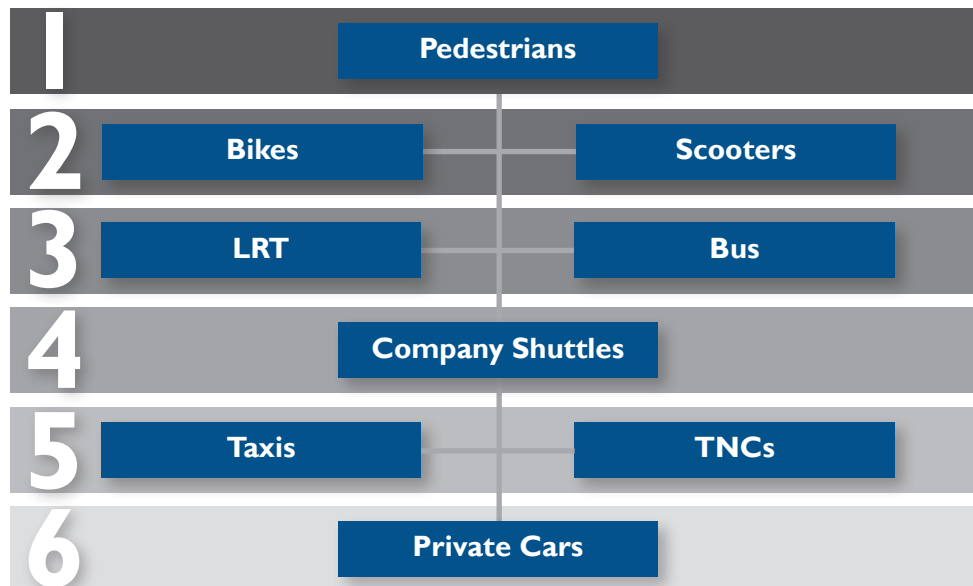 1
Pedestrians
2
Bikes
Scooters
3
LRT
Bus
4
Company Shuttles
5
Taxis
TNCs
6
Private Cars